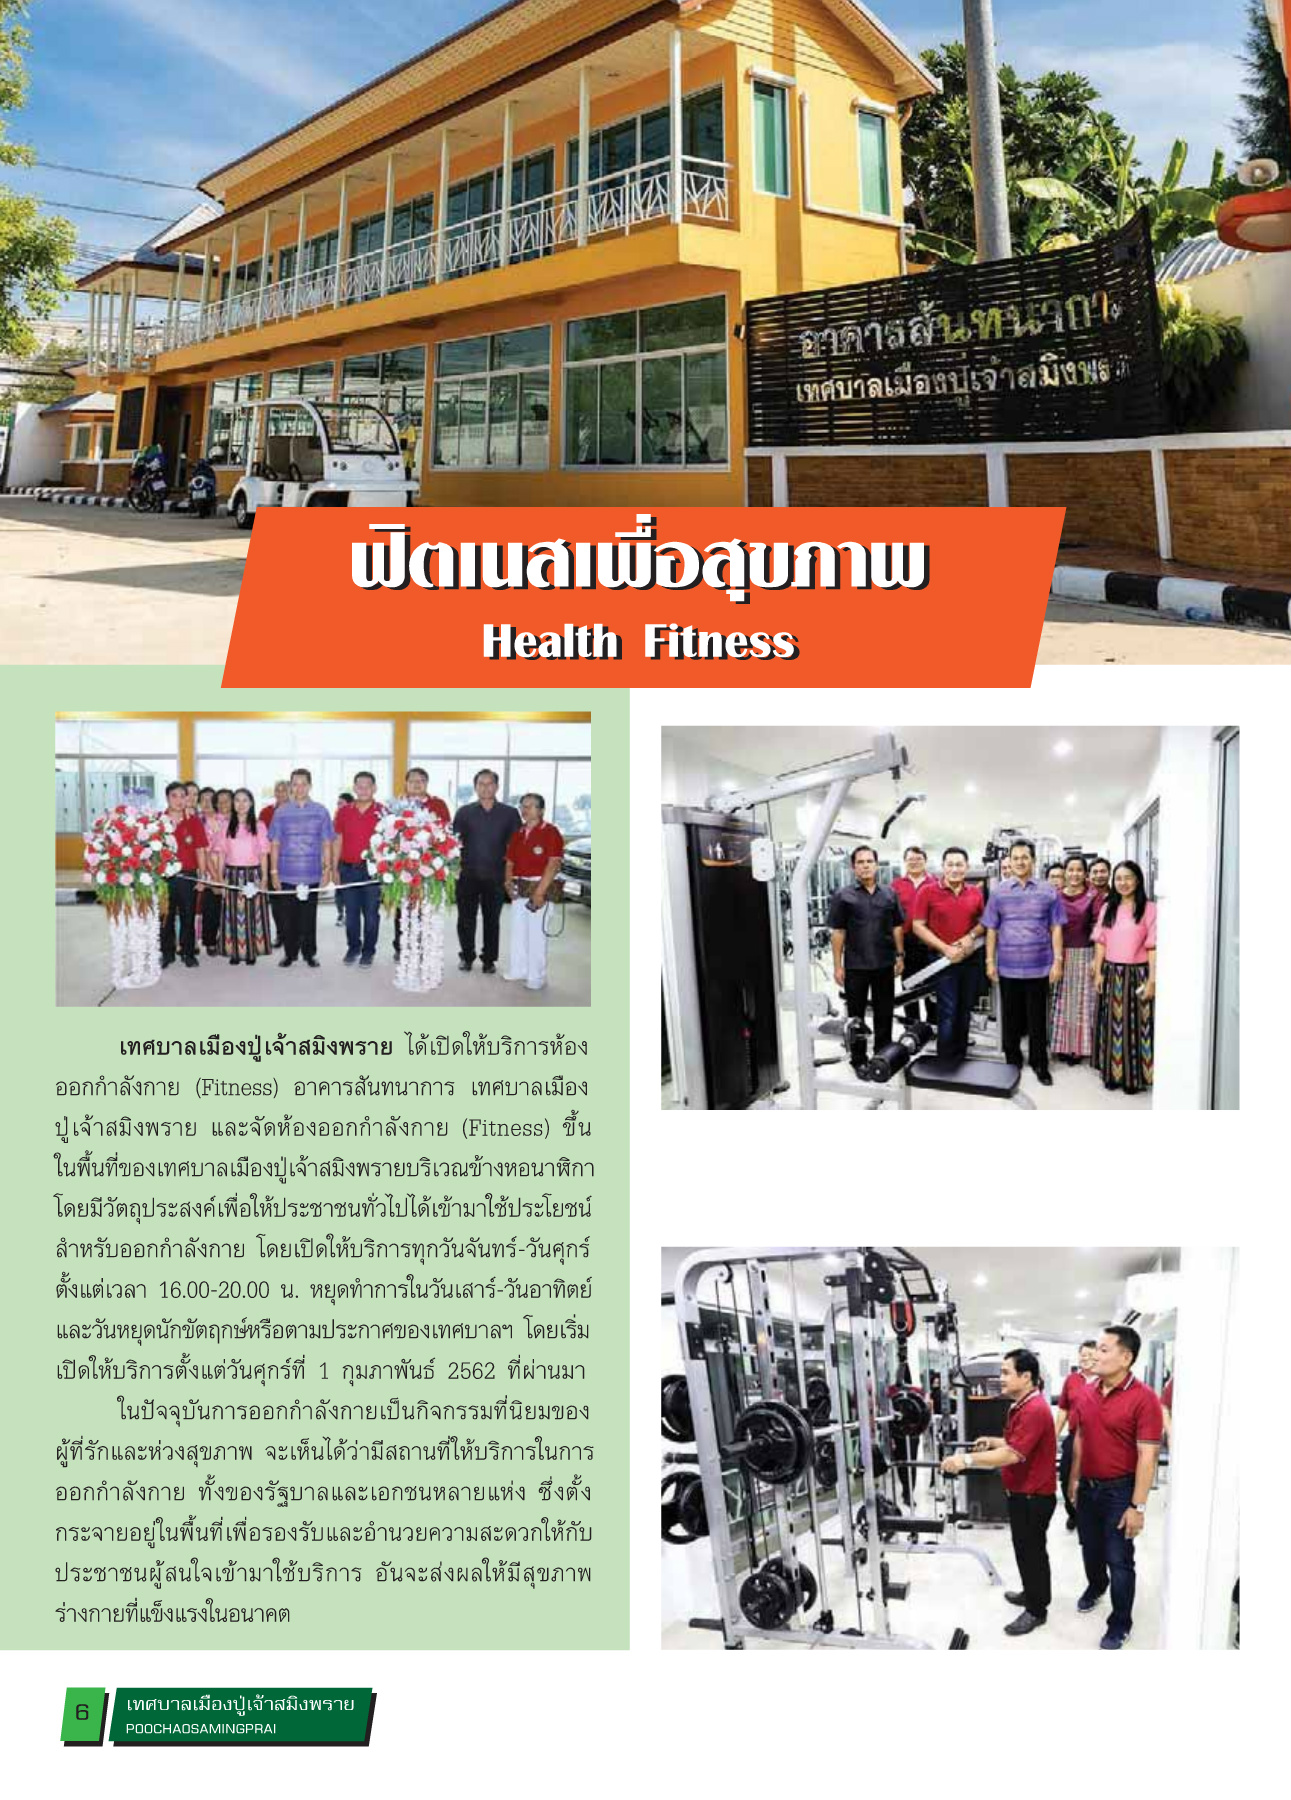 อาคารสันทนาการ
เทศบาลเมืองปู่เจ้าสมิงพราย
ฟิตเนสเพื่อสุขภาพ
Health Fitness
เทศบาลเมืองปู่เจ้าสมิงพราย ได้เปิดให้บริการห้อง
ออกกำลังกาย (Fitness) อาคารสันทนาการ เทศบาลเมือง
ปู่เจ้าสมิงพราย และจัดห้องออกกำลังกาย (Fitness) ขึ้น
ในพื้นที่ของเทศบาลเมืองปู่เจ้าสมิงพรายบริเวณข้างหอนาฬิกา
โดยมีวัตถุประสงค์เพื่อให้ประชาชนทั่วไปได้เข้ามาใช้ประโยชน์
สำหรับออกกำลังกาย โดยเปิดให้บริการทุกวันจันทร์-วันศุกร์
ตั้งแต่เวลา 16.00-20.00 น. หยุดทำการในวันเสาร์-วันอาทิตย์
และวันหยุดนักขัตฤกษ์หรือตามประกาศของเทศบาลฯ โดยเริ่ม
เปิดให้บริการตั้งแต่วันศุกร์ที่ 1 กุมภาพันธ์ 2562 ที่ผ่านมา
ในปัจจุบันการออกกำลังกายเป็นกิจกรรมที่นิยมของ
ผู้ที่รักและห่วงสุขภาพ จะเห็นได้ว่ามีสถานที่ให้บริการในการ
ออกกำลังกาย ทั้งของรัฐบาลและเอกชนหลายแห่ง ซึ่งตั้ง
กระจายอยู่ในพื้นที่เพื่อรองรับและอำนวยความสะดวกให้กับ
ประชาชนผู้สนใจเข้ามาใช้บริการ อันจะส่งผลให้มีสุขภาพ
ร่างกายที่แข็งแรงในอนาคต
6
เทศบาลเมืองปู่เจ้าสมิงพราย
POOCHAOSAMINGPRAI